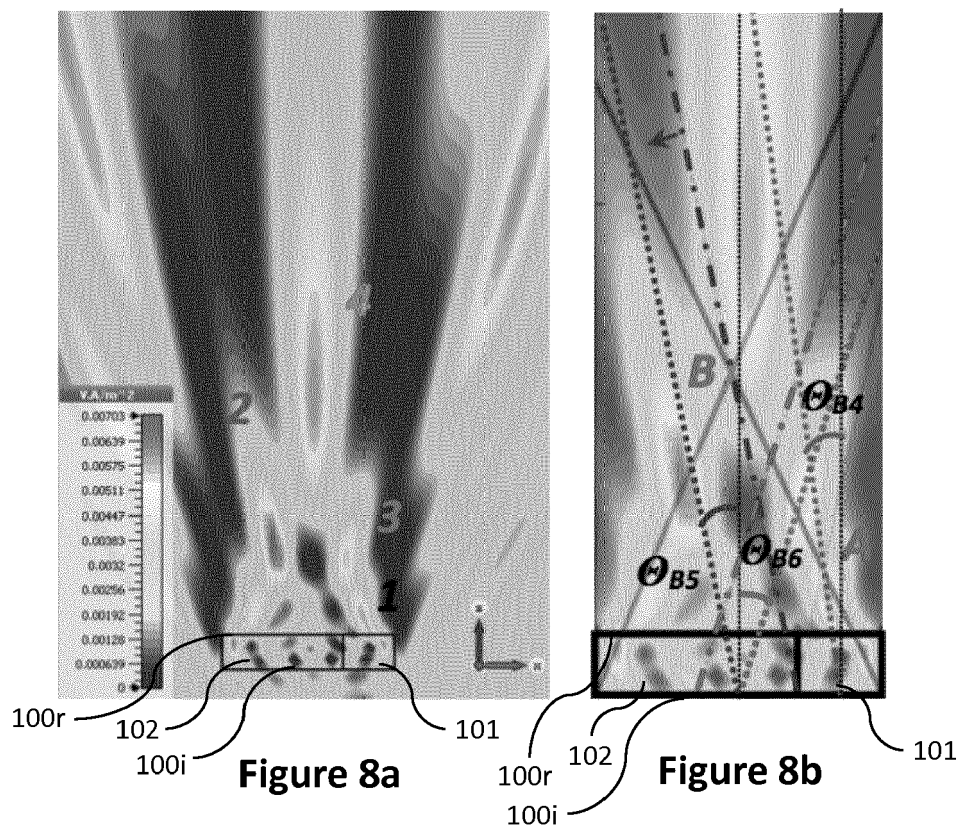 4
2
3
1
V.A/m^2
0.00703
0.00639
0.00575
0.00511
0.00447
0.00383
0.0032
0.00256
0.00192
0.00128
0.000639
0
z
x
100r
102
100i
101
Figure 8a
B
ΘB4
ΘB5
ΘB6
100r
102
100i
101
Figure 8b